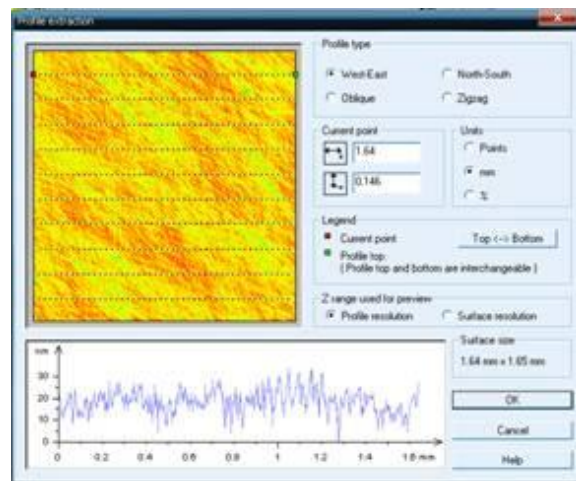 Profile extraction
Profile type
West-East
North-South
Oblique
Zigzag
Current point
1.64
0.146
Units
Points
mm
%
Legend
Current point
Profile top
( Profile top and bottom are interchangeable )
Top <--> Bottom
Z range used for preview
Profile resolution
Surface resolution
nm
30
20
10
0
0 0.2 0.4 0.6 0.8 1 1.2 1.4 1.6 mm
Surface size
1.64 mm x 1.65 mm
OK
Cancel
Help